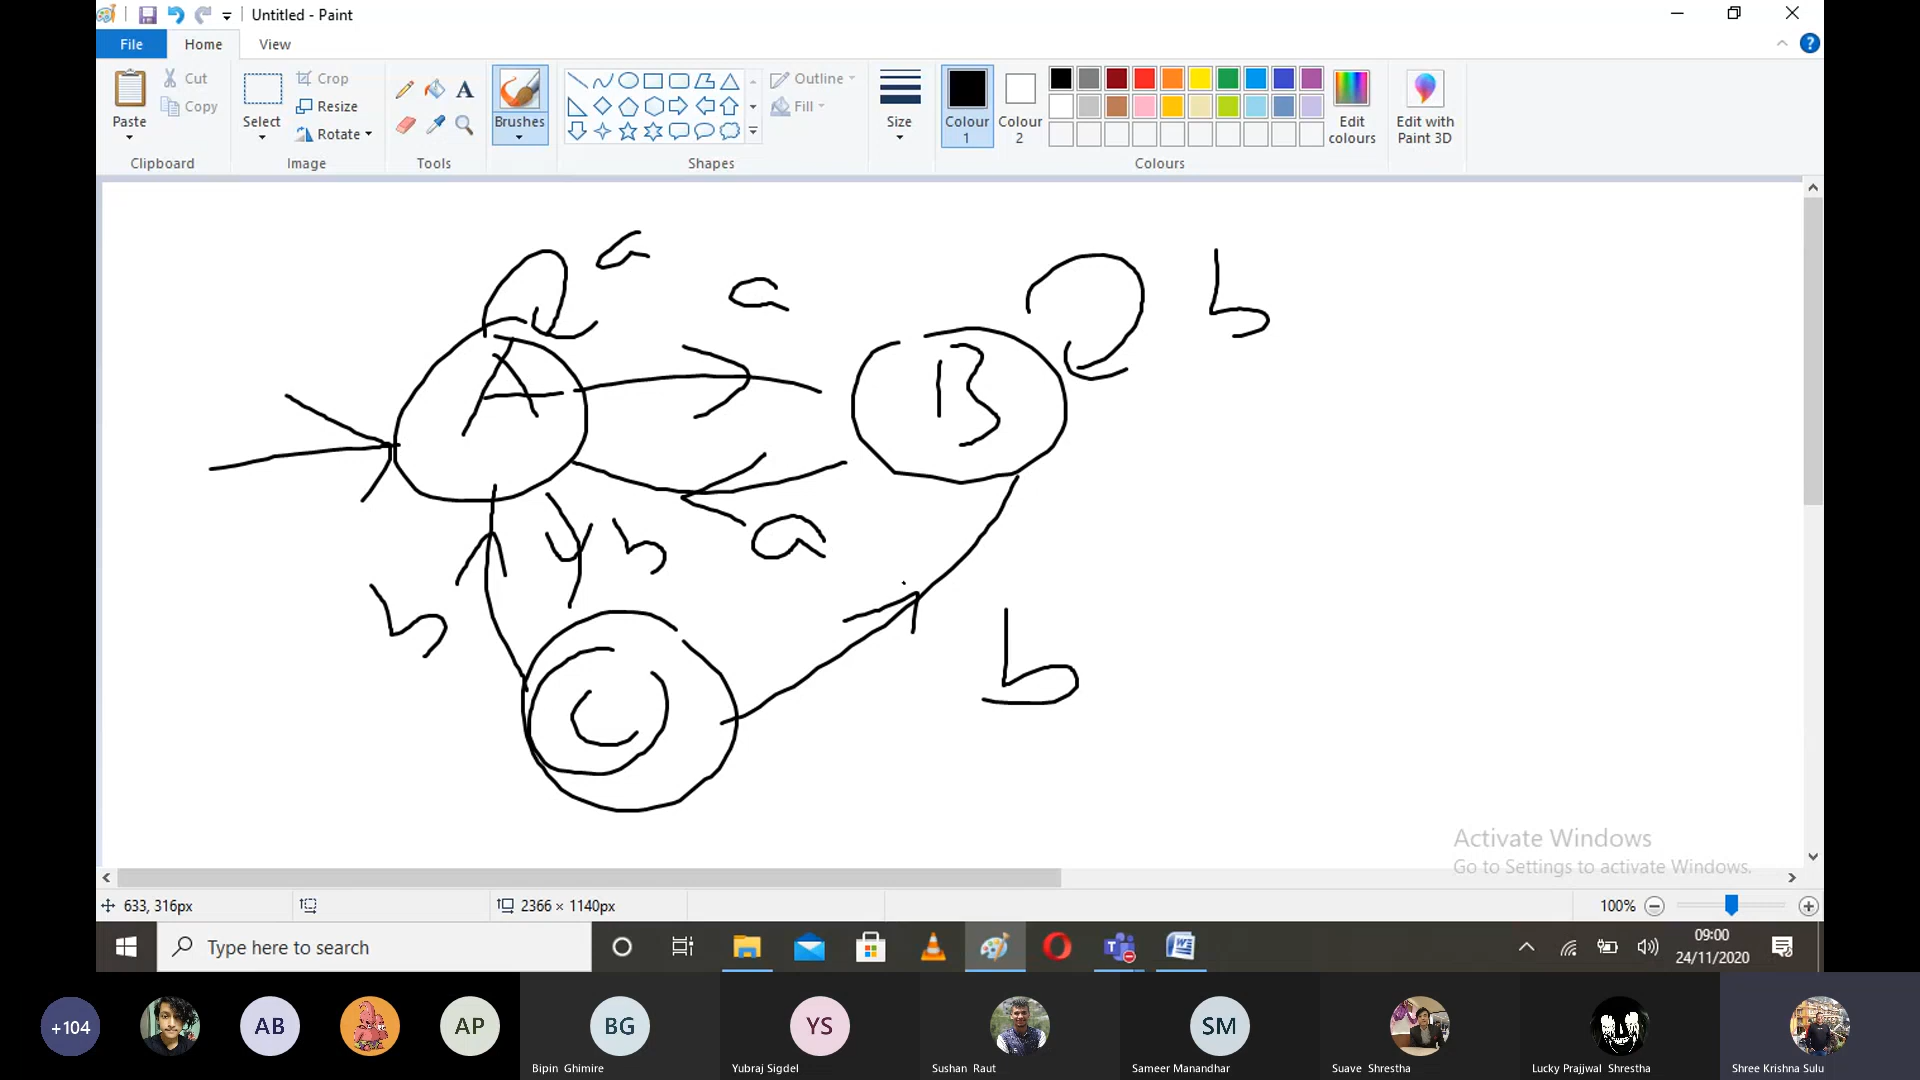 Untitled - Paint
File Home View
Paste
Cut
Copy
Clipboard
Select
Crop
Resize
Rotate
Image
Tools
Brushes
Shapes
Outline
Fill
Size
Colour 1
Colour 2
Edit colours
Colours
Edit with Paint 3D
a
a
b
A
B
b
b
a
b
C
Activate Windows
Go to Settings to activate Windows.
633, 316px
2366 × 1140px
100%
Type here to search
09:00
24/11/2020
+104
AB
AP
BG
YS
SM
Bipin Ghimire
Yubraj Sigdel
Sushan Raut
Sameer Manandhar
Suave Shrestha
Lucky Prajjwal Shrestha
Shree Krishna Sulu